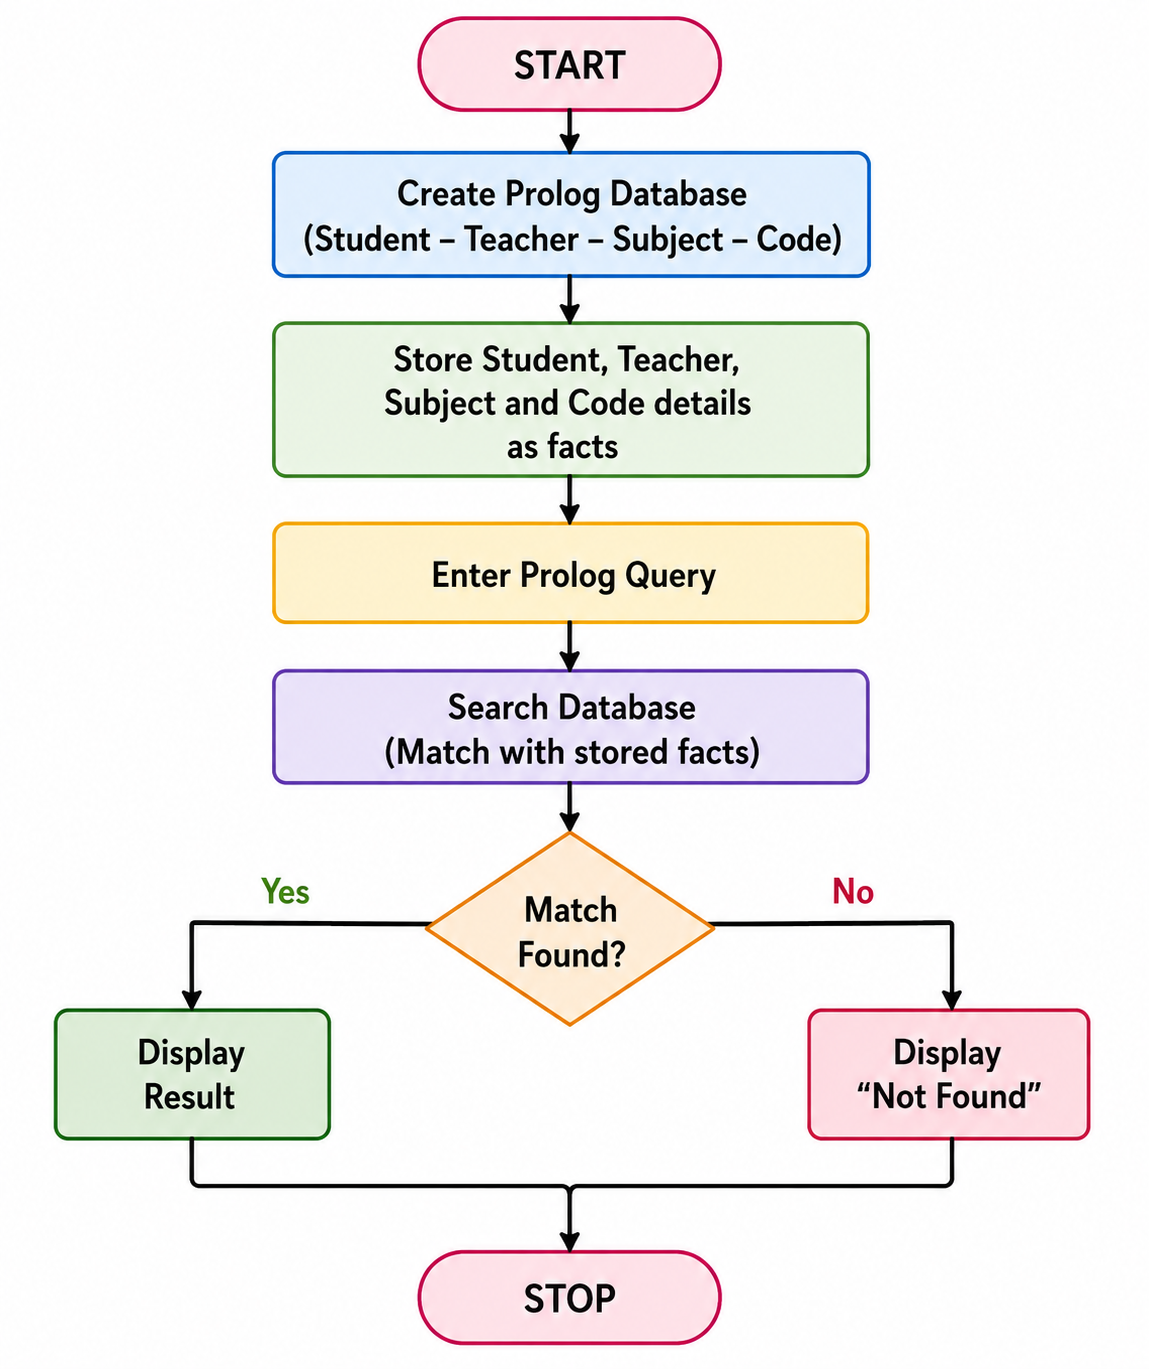 START
Create Prolog Database
(Student – Teacher – Subject – Code)
Store Student, Teacher,
Subject and Code details
as facts
Enter Prolog Query
Search Database
(Match with stored facts)
Match
Found?
Yes
No
Display
Result
Display
“Not Found”
STOP